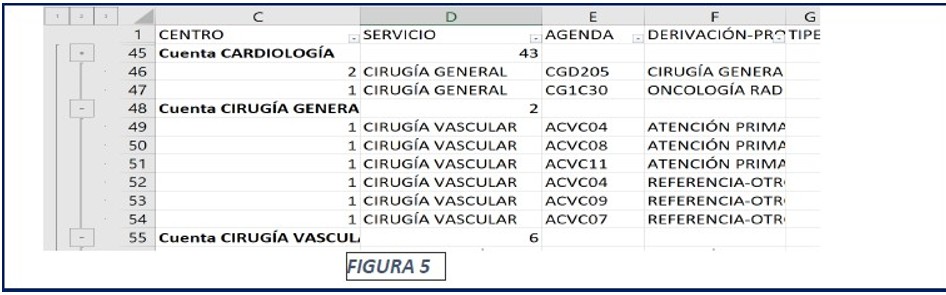 1 2 3 C D E F G
1 CENTRO SERVICIO AGENDA DERIVACIÓN-PRO TIPE
45 Cuenta CARDIOLOGÍA 43
46 2 CIRUGÍA GENERAL CGD205 CIRUGÍA GENERA
47 1 CIRUGÍA GENERAL CG1C30 ONCOLOGÍA RAD
48 Cuenta CIRUGÍA GENERA 2
49 1 CIRUGÍA VASCULAR ACVC04 ATENCIÓN PRIMA
50 1 CIRUGÍA VASCULAR ACVC08 ATENCIÓN PRIMA
51 1 CIRUGÍA VASCULAR ACVC11 ATENCIÓN PRIMA
52 1 CIRUGÍA VASCULAR ACVC04 REFERENCIA-OTR
53 1 CIRUGÍA VASCULAR ACVC09 REFERENCIA-OTR
54 1 CIRUGÍA VASCULAR ACVC07 REFERENCIA-OTR
55 Cuenta CIRUGÍA VASCUL 6
FIGURA 5